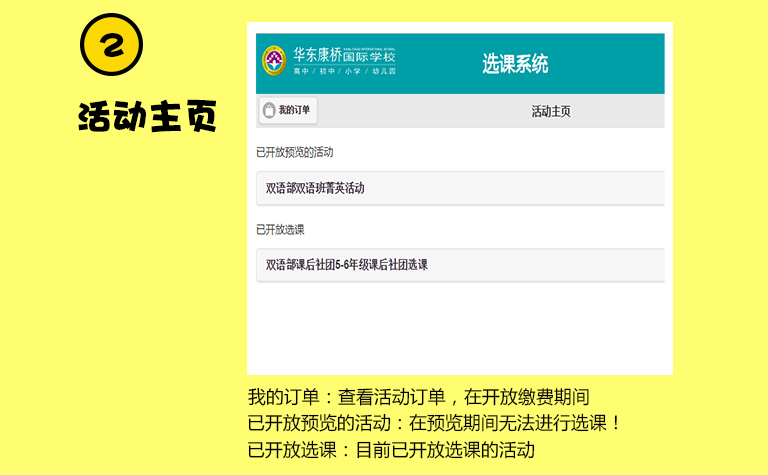 2
活动主页
华东康桥国际学校
高中 / 初中 / 小学 / 幼儿园
选课系统
我的订单
活动主页
已开放预览的活动
双语部双语班菁英活动
已开放选课
双语部课后社团5-6年级课后社团选课
我的订单：查看活动订单，在开放缴费期间
已开放预览的活动：在预览期间无法进行选课！
已开放选课：目前已开放选课的活动